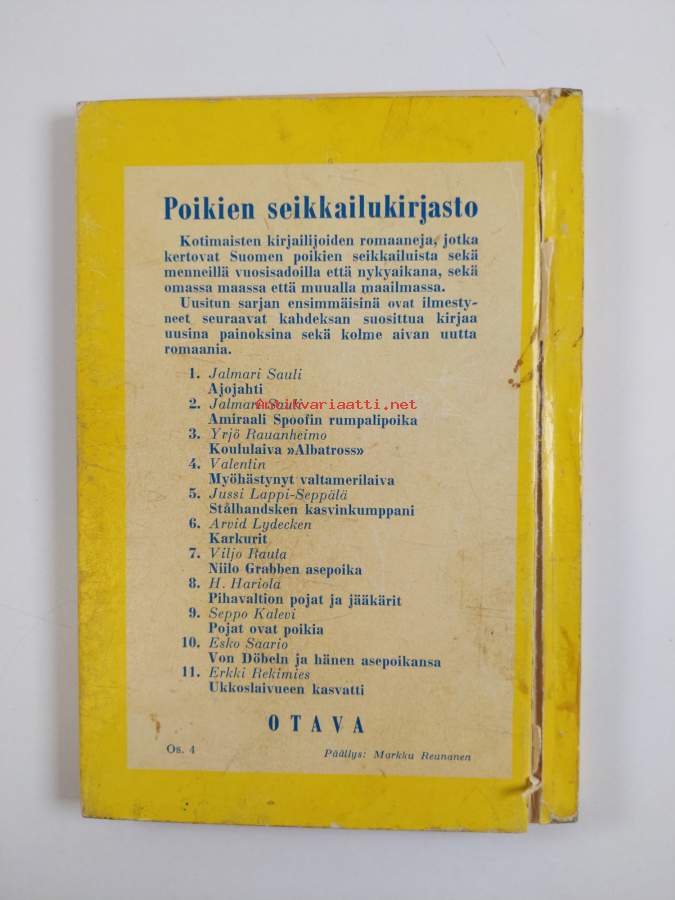 Poikien seikkailukirjasto
Kotimaisten kirjailijoiden romaaneja, jotka
kertovat Suomen poikien seikkailuista sekä
menneillä vuosisadoilla että nykyaikana, sekä
omassa maassa että muualla maailmassa.
Uusitun sarjan ensimmäisinä ovat ilmesty-
neet seuraavat kahdeksan suosittua kirjaa
uusina painoksina sekä kolme aivan uutta
romaania.
1. Jalmari Sauli
Ajojahti
2. Jalmari Sauli
Antikvariaatti.net
Amiraali Spoofin rumpalipoika
3. Yrjö Rauanheimo
Koululaiva »Albatross»
4. Valentin
Myöhästynyt valtamerilaiva
5. Jussi Lappi-Seppälä
Stålhandsken kasvinkumppani
6. Arvid Lydecken
Karkurit
7. Viljo Rauta
Niilo Grabben asepoika
8. H. Hariola
Pihavaltion pojat ja jääkärit
9. Seppo Kalevi
Pojat ovat poikia
10. Esko Saario
Von Döbeln ja hänen asepoikansa
11. Erkki Rekimies
Ukkoslaivueen kasvatti
OTAVA
Os. 4 Päällys: Markku Reunanen